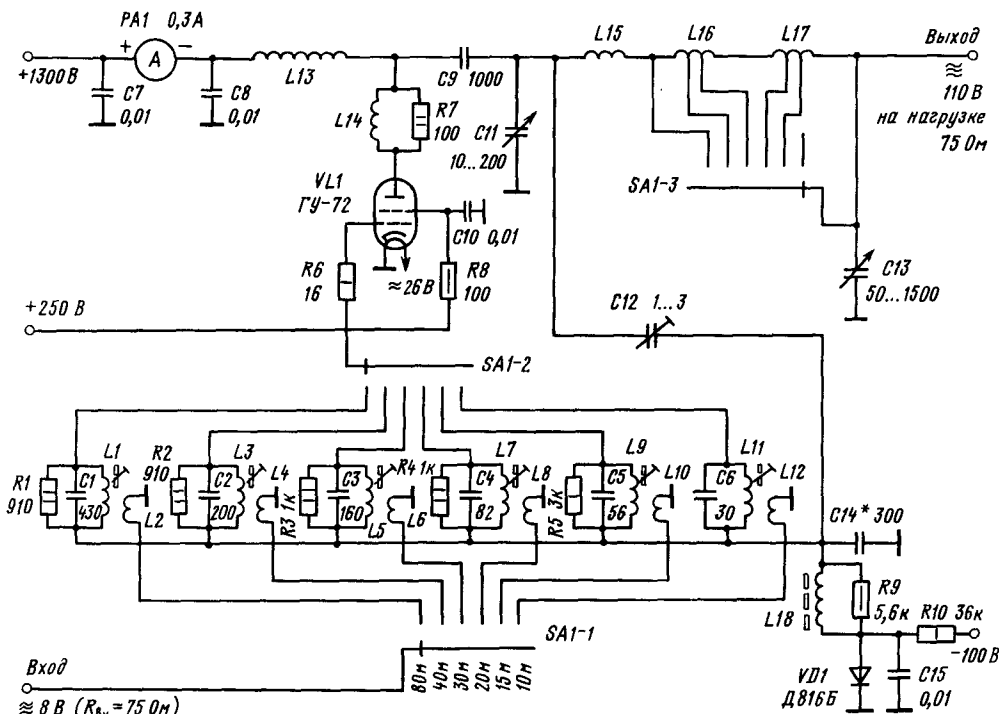 PA1 0,3А
+ А −
+1300В
C7
0,01
C8
0,01
L13
C9 1000
L15
L16
L17
Выход
≈
110 В
на нагрузке
75 Ом
L14
R7
100
C11
10...200
SA1-3
VL1
ГУ-72
C10 0,01
R6
16
≈26В
R8
100
C12 1...3
C13
50...1500
+250 В
SA1-2
R1
910
C1
430
L1
L2
R2
910
C2
200
L3
L4
R3 1к
C3
160
L5
L6
R4 1к
C4
82
L7
L8
R5 3к
C5
56
L9
L10
C6
30
L11
L12
C14* 300
L18
R9
5,6к
R10 36к
−100В
VD1
Д816Б
C15
0,01
SA1-1
80м
40м
30м
20м
15м
10м
Вход
≈ 8 В (Rвх = 75 Ом)